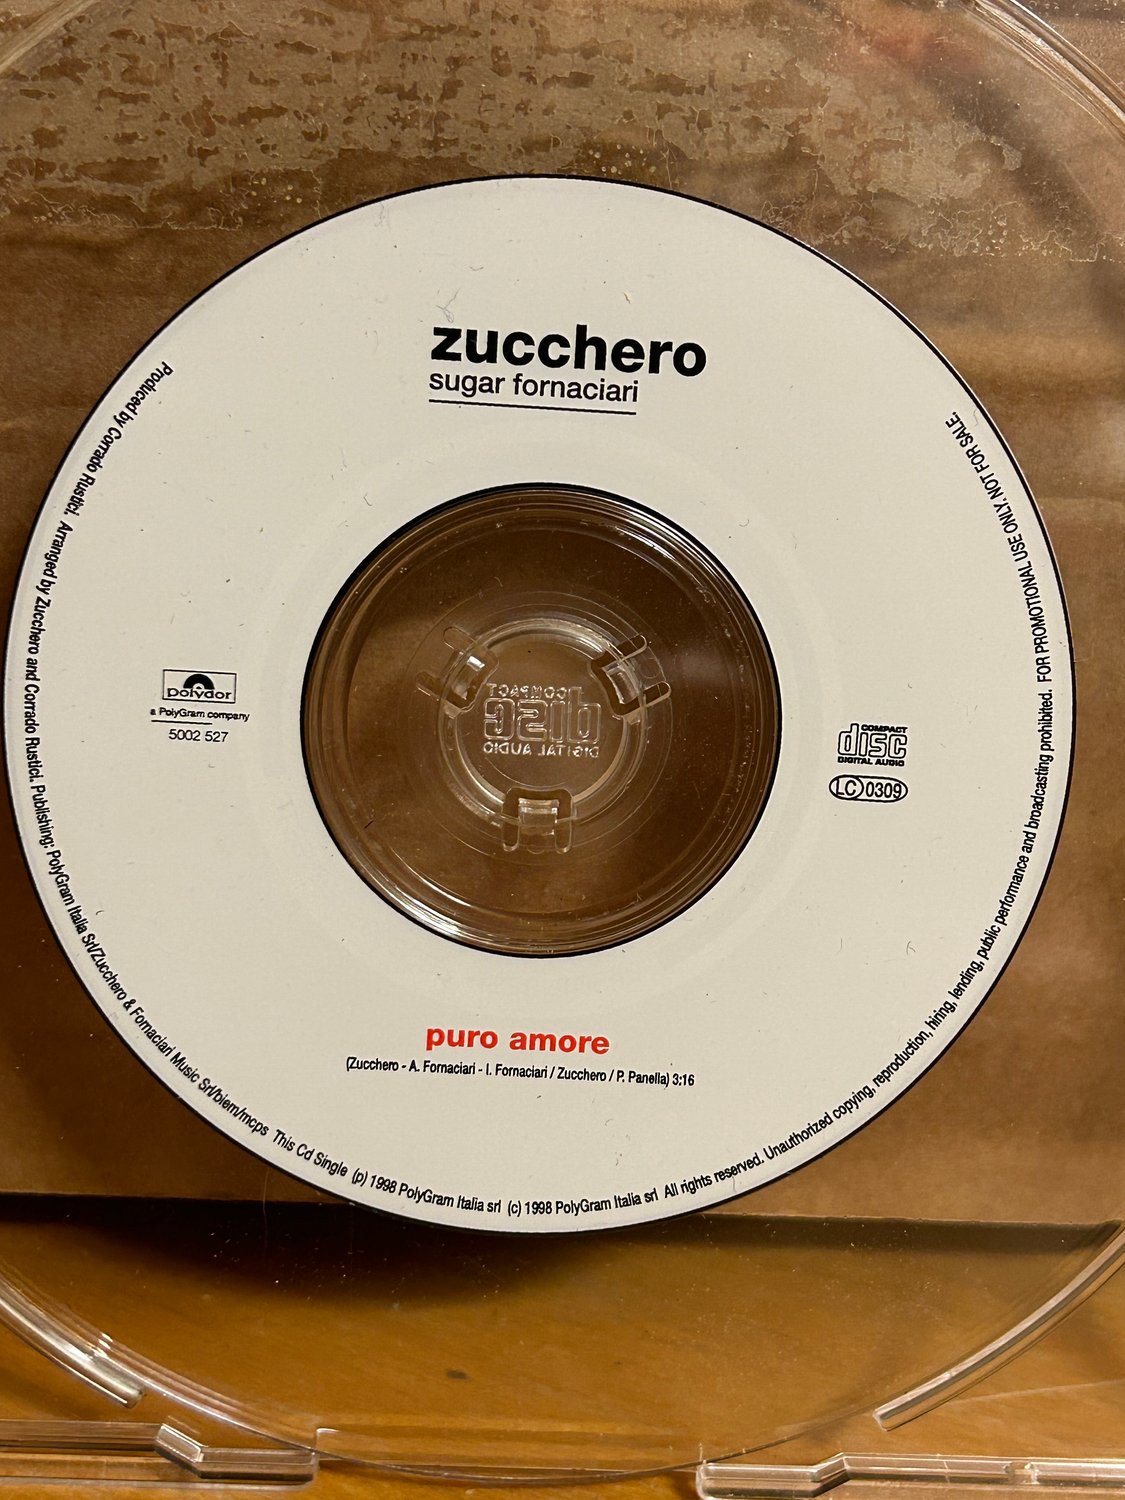 zucchero
sugar fornaciari
Produced by Corrado Rustici. Arranged by Zucchero and Corrado Rustici. Publishing: PolyGram Italia Srl/Zucchero & Fornaciari Music Srl/biem/mcps This Cd Single (p) 1998 PolyGram Italia srl (c) 1998 PolyGram Italia srl All rights reserved. Unauthorized copying, reproduction, hiring, lending, public performance and broadcasting prohibited. FOR PROMOTIONAL USE ONLY. NOT FOR SALE.
polydor
a PolyGram company
5002 527
COMPACT
disc
DIGITAL AUDIO
LC 0309
COMPACT
disc
DIGITAL AUDIO
puro amore
(Zucchero - A. Fornaciari - I. Fornaciari / Zucchero / P. Panella) 3:16